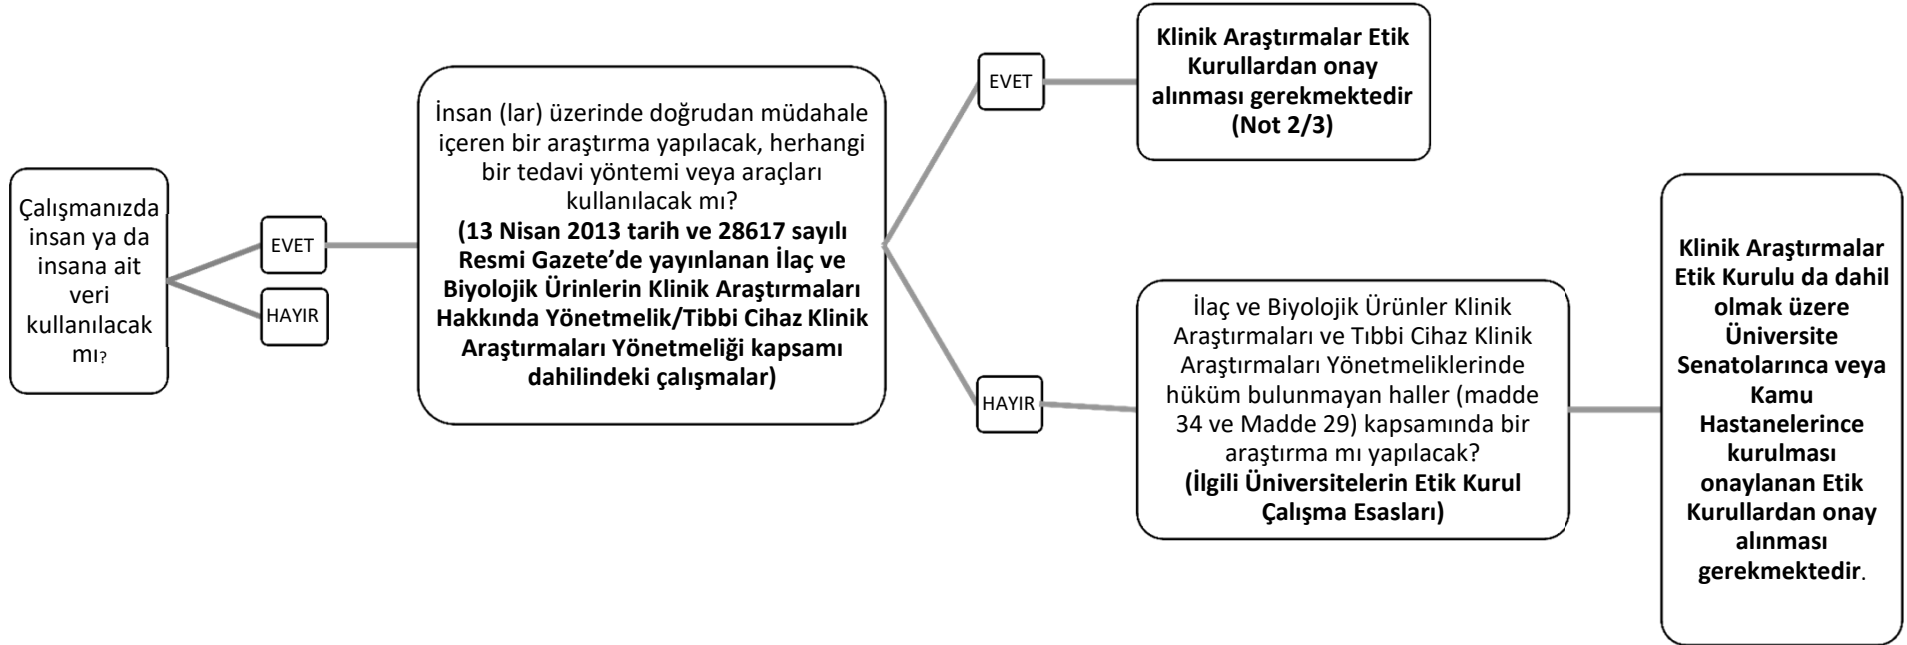 Çalışmanızda
insan ya da
insana ait
veri
kullanılacak
mı?
EVET
HAYIR
İnsan (lar) üzerinde doğrudan müdahale
içeren bir araştırma yapılacak, herhangi
bir tedavi yöntemi veya araçları
kullanılacak mı?
(13 Nisan 2013 tarih ve 28617 sayılı
Resmi Gazete’de yayınlanan İlaç ve
Biyolojik Ürinlerin Klinik Araştırmaları
Hakkında Yönetmelik/Tibbi Cihaz Klinik
Araştırmaları Yönetmeliği kapsamı
dahilindeki çalışmalar)
EVET
Klinik Araştırmalar Etik
Kurullardan onay
alınması gerekmektedir
(Not 2/3)
HAYIR
İlaç ve Biyolojik Ürünler Klinik
Araştırmaları ve Tıbbi Cihaz Klinik
Araştırmaları Yönetmeliklerinde
hüküm bulunmayan haller (madde
34 ve Madde 29) kapsamında bir
araştırma mı yapılacak?
(İlgili Üniversitelerin Etik Kurul
Çalışma Esasları)
Klinik Araştırmalar
Etik Kurulu da dahil
olmak üzere
Üniversite
Senatolarınca veya
Kamu
Hastanelerince
kurulması
onaylanan Etik
Kurullardan onay
alınması
gerekmektedir.